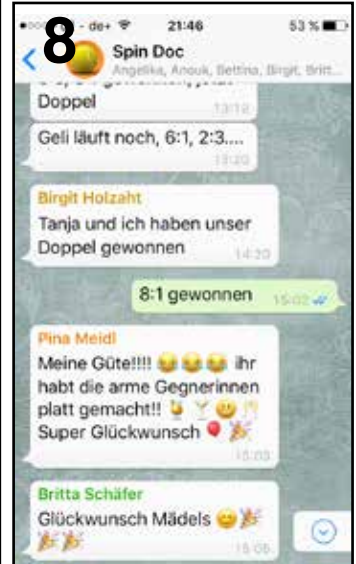 8
de+ 21:46 53 %
Spin Doc
Angelika, Anouk, Bettina, Birgit, Britt...
Doppel
13:19
Geli läuft noch, 6:1, 2:3....
13:20
Birgit Holzaht
Tanja und ich haben unser
Doppel gewonnen
14:20
8:1 gewonnen 15:02
Pina Meidl
Meine Güte!!!! 😂😂😂 ihr
habt die arme Gegnerinnen
platt gemacht!!
Super Glückwunsch 🎈🎉
15:03
Britta Schäfer
Glückwunsch Mädels 😊🎉
🎉🎉
15:05